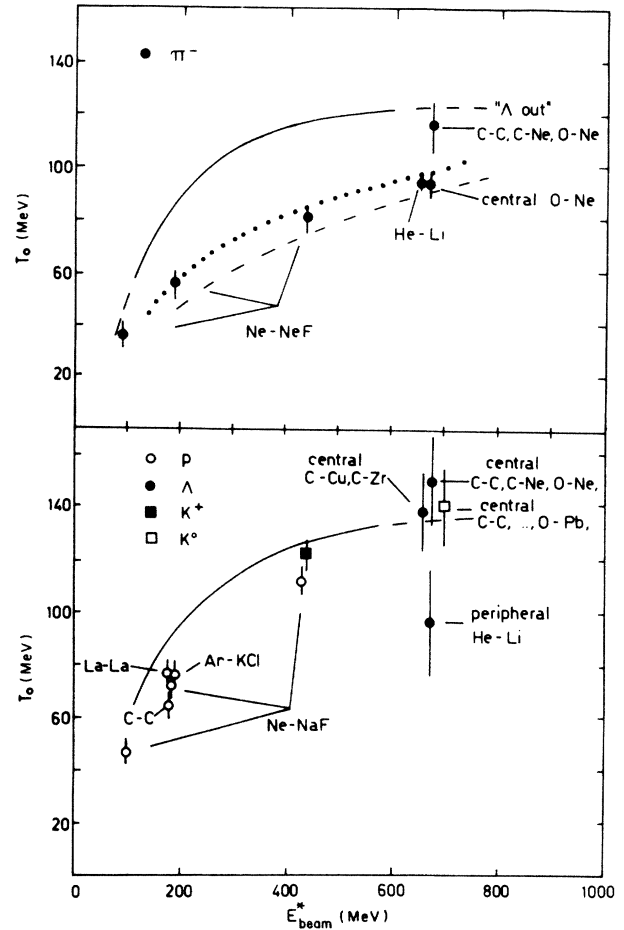 140
120
100
80
60
20
T₀ (MeV)
● π⁻
"Λ out"
C-C, C-Ne, O-Ne
central O-Ne
He-Li
Ne-NeF
○ p
● Λ
■ K⁺
□ K°
central
C-Cu,C-Zr
central
C-C,C-Ne, O-Ne,
central
C-C, .., O-Pb,
peripheral
He-Li
La-La
Ar-KCl
C-C
Ne-NaF
140
100
60
20
T₀ (MeV)
0
200
400
600
800
1000
E*beam (MeV)